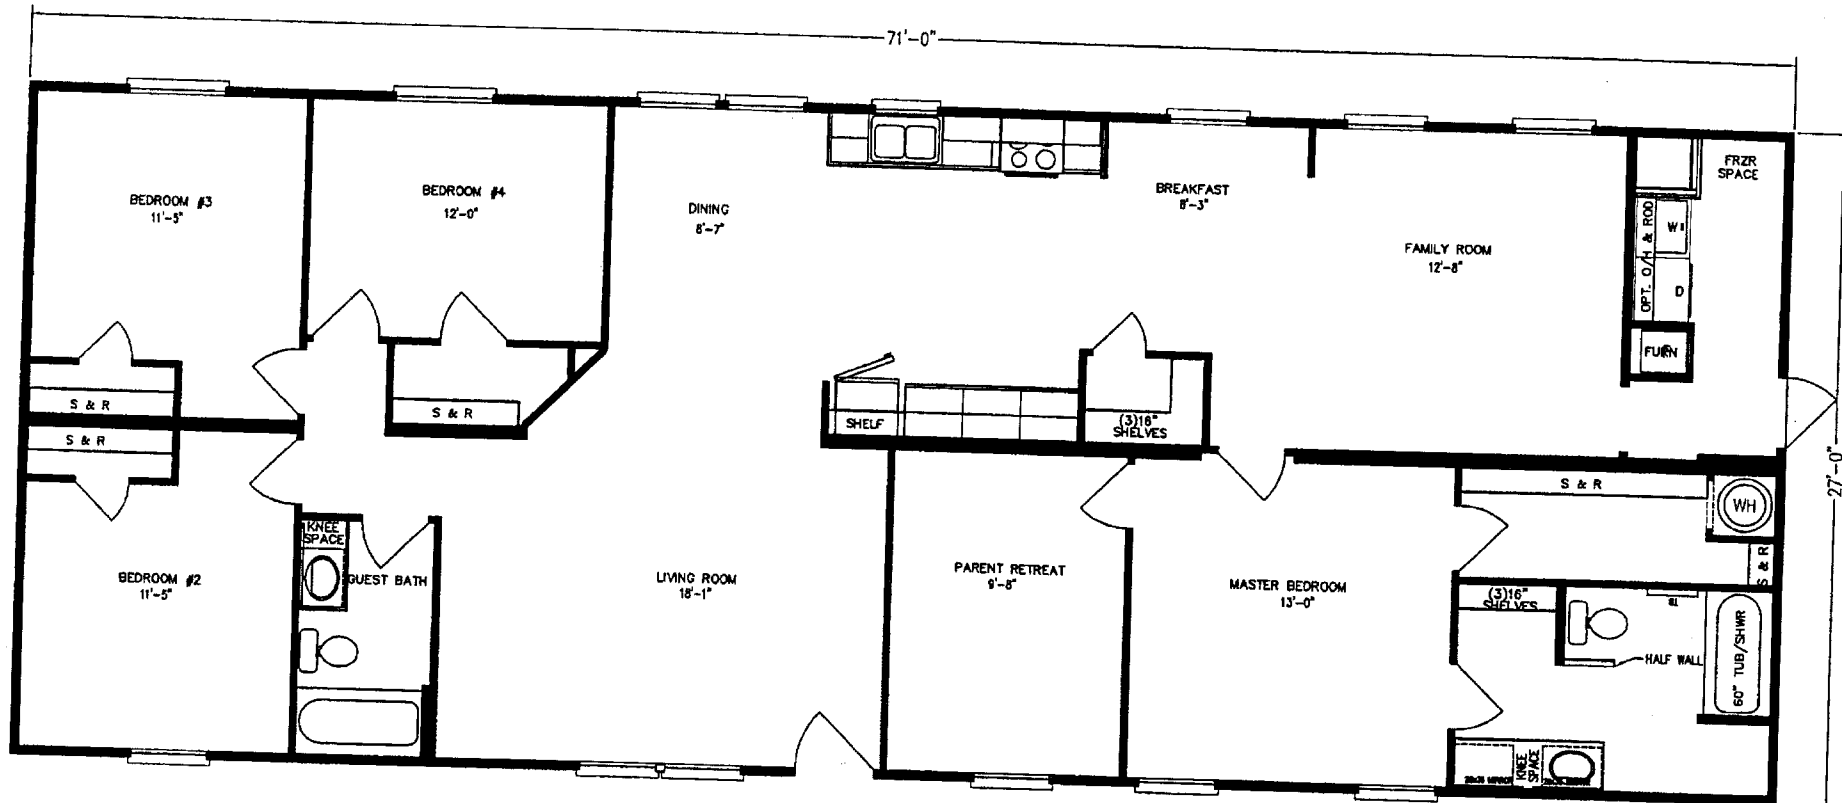 71'-0"
BEDROOM #3
11'-5"
BEDROOM #4
12'-0"
DINING
8'-7"
BREAKFAST
8'-3"
FAMILY ROOM
12'-8"
FRZR
SPACE
OPT. O/H & ROD
W
D
FURN
S & R
S & R
S & R
SHELF
(3)16"
SHELVES
27'-0"
KNEE
SPACE
GUEST BATH
BEDROOM #2
11'-5"
LIVING ROOM
18'-1"
PARENT RETREAT
9'-8"
MASTER BEDROOM
13'-0"
S & R
WH
S & R
(3)16"
SHELVES
HALF WALL
60" TUB/SHWR
KNEE
SPACE